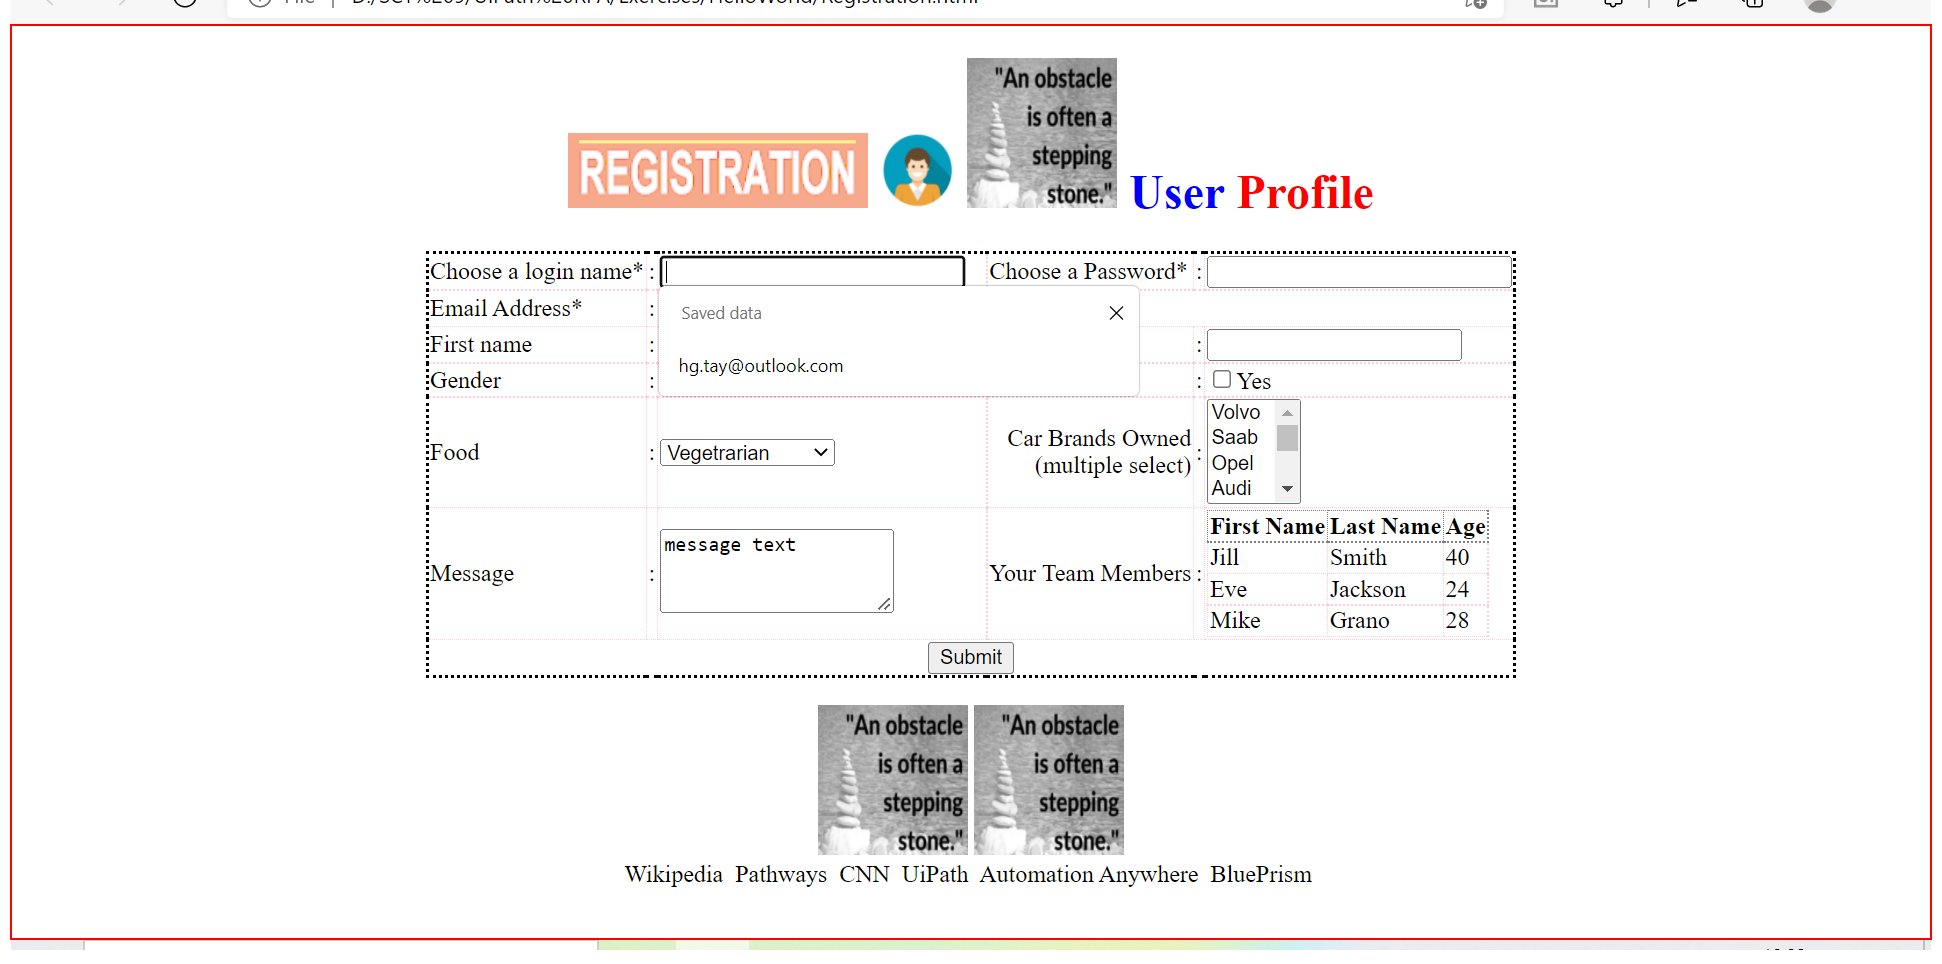 "An obstacle
is often a
stepping
stone."
REGISTRATION
User Profile
Choose a login name* :
Choose a Password* :
Email Address* :
Saved data
hg.tay@outlook.com
First name :
:
Gender :
: Yes
Food : Vegetrarian
Car Brands Owned
(multiple select) :
Volvo
Saab
Opel
Audi
Message : message text
Your Team Members :
First Name Last Name Age
Jill Smith 40
Eve Jackson 24
Mike Grano 28
Submit
"An obstacle
is often a
stepping
stone."
"An obstacle
is often a
stepping
stone."
Wikipedia Pathways CNN UiPath Automation Anywhere BluePrism